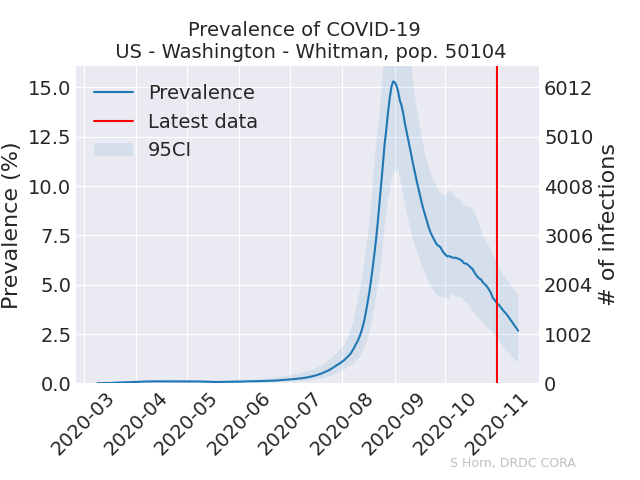 Prevalence of COVID-19
US - Washington - Whitman, pop. 50104
Prevalence (%)
15.0
12.5
10.0
7.5
5.0
2.5
0.0
Prevalence
Latest data
95CI
6012
5010
4008
3006
2004
1002
0
# of infections
2020-03
2020-04
2020-05
2020-06
2020-07
2020-08
2020-09
2020-10
2020-11
S Horn, DRDC CORA